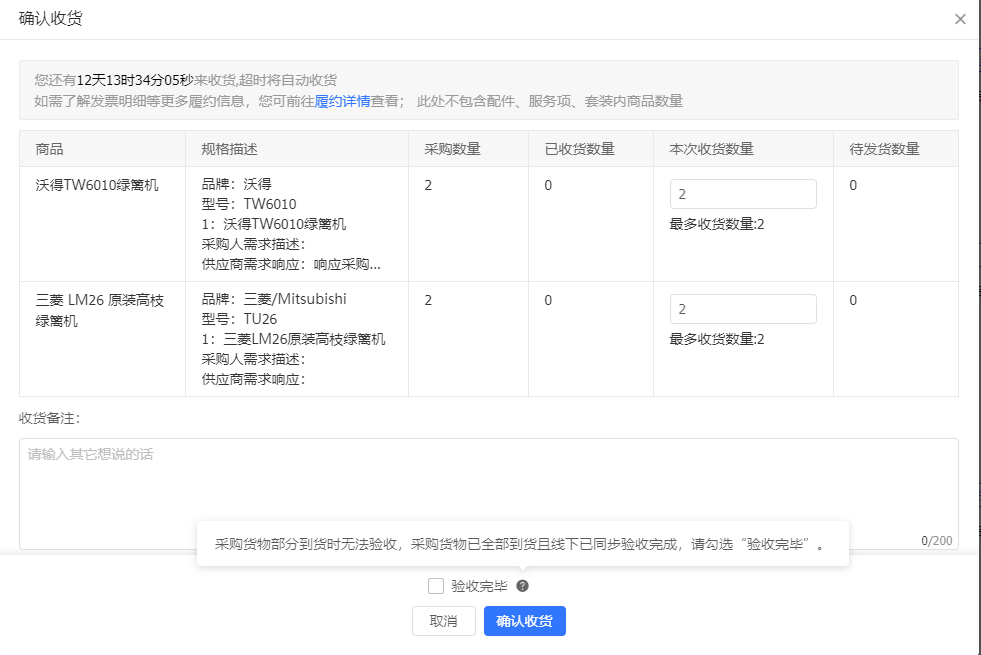 确认收货
您还有12天13时34分05秒来收货,超时将自动收货
如需了解发票明细等更多履约信息，您可前往履约详情查看； 此处不包含配件、服务项、套装内商品数量
商品 规格描述 采购数量 已收货数量 本次收货数量 待发货数量
沃得TW6010绿篱机
品牌：沃得
型号：TW6010
1：沃得TW6010绿篱机
采购人需求描述：
供应商需求响应：响应采购...
2
0
2
最多收货数量:2
0
三菱 LM26 原装高枝
绿篱机
品牌：三菱/Mitsubishi
型号：TU26
1：三菱LM26原装高枝绿篱机
采购人需求描述：
供应商需求响应：
2
0
2
最多收货数量:2
0
收货备注：
请输入其它想说的话
0/200
采购货物部分到货时无法验收，采购货物已全部到货且线下已同步验收完成，请勾选“验收完毕”。
验收完毕 ?
取消 确认收货